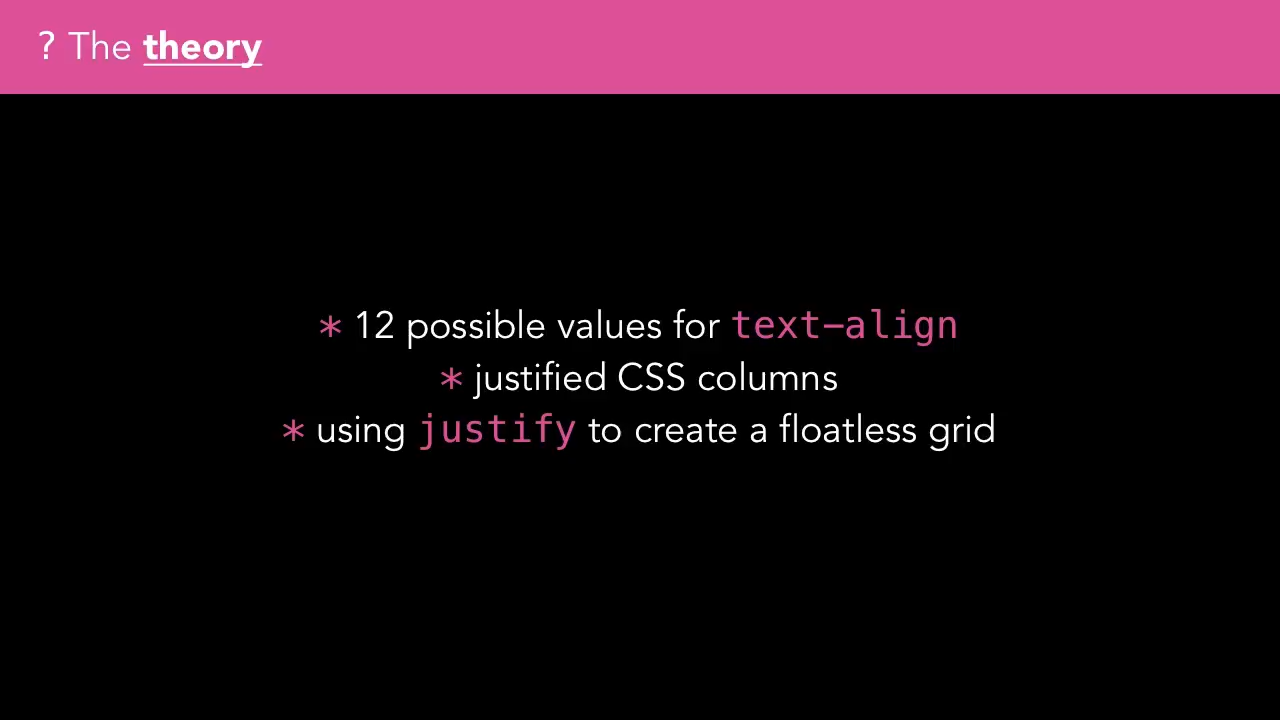 ? The theory
* 12 possible values for text-align
* justified CSS columns
* using justify to create a floatless grid